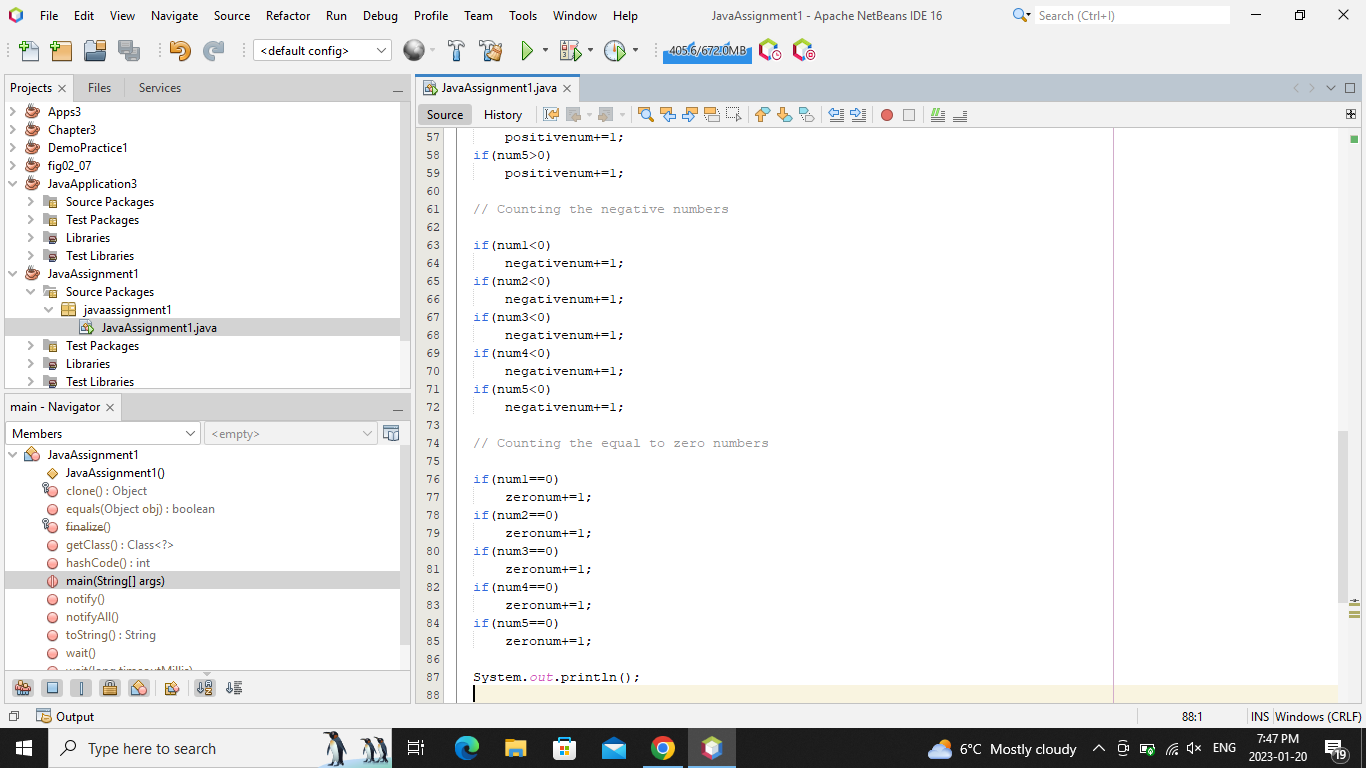 File Edit View Navigate Source Refactor Run Debug Profile Team Tools Window Help JavaAssignment1 - Apache NetBeans IDE 16 Search (Ctrl+I)
<default config> 405.6/672.0MB
Projects Files Services
Apps3
Chapter3
DemoPractice1
fig02_07
JavaApplication3
Source Packages
Test Packages
Libraries
Test Libraries
JavaAssignment1
Source Packages
javaassignment1
JavaAssignment1.java
Test Packages
Libraries
Test Libraries
main - Navigator
Members <empty>
JavaAssignment1
JavaAssignment1()
clone() : Object
equals(Object obj) : boolean
finalize()
getClass() : Class<?>
hashCode() : int
main(String[] args)
notify()
notifyAll()
toString() : String
wait()
wait(long timeoutMillis)
JavaAssignment1.java
Source History
57 positivenum+=1;
58 if(num5>0)
59 positivenum+=1;
60
61 // Counting the negative numbers
62
63 if(num1<0)
64 negativenum+=1;
65 if(num2<0)
66 negativenum+=1;
67 if(num3<0)
68 negativenum+=1;
69 if(num4<0)
70 negativenum+=1;
71 if(num5<0)
72 negativenum+=1;
73
74 // Counting the equal to zero numbers
75
76 if(num1==0)
77 zeronum+=1;
78 if(num2==0)
79 zeronum+=1;
80 if(num3==0)
81 zeronum+=1;
82 if(num4==0)
83 zeronum+=1;
84 if(num5==0)
85 zeronum+=1;
86
87 System.out.println();
88
Output 88:1 INS Windows (CRLF)
Type here to search 6°C Mostly cloudy ENG 7:47 PM
2023-01-20 19